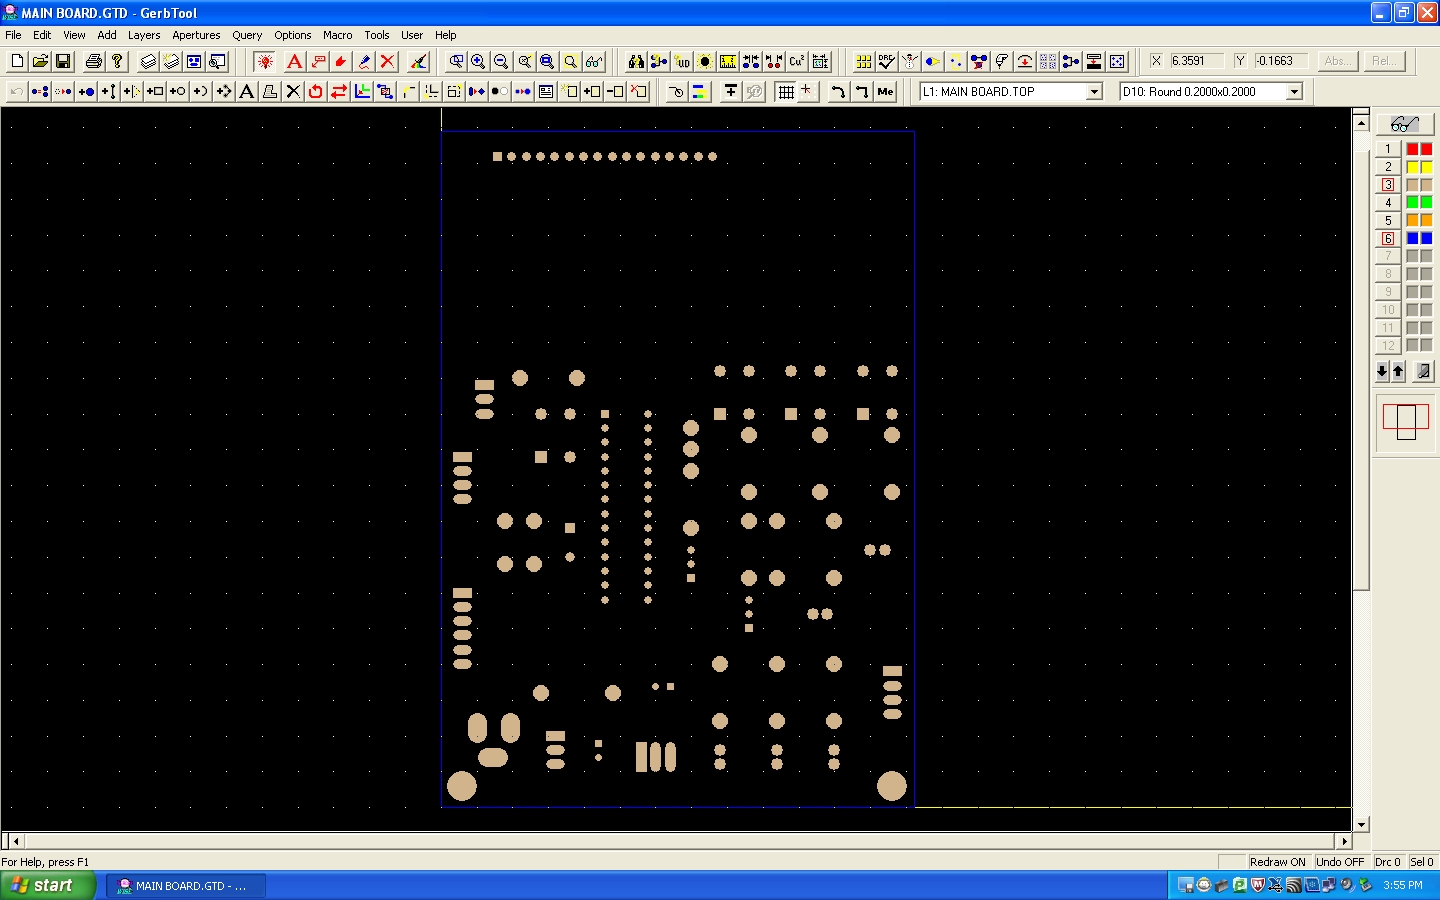 MAIN BOARD.GTD - GerbTool
File Edit View Add Layers Apertures Query Options Macro Tools User Help
X 6.3591 Y -0.1663 Abs... Rel...
L1: MAIN BOARD.TOP D10: Round 0.2000x0.2000
1
2
3
4
5
6
7
8
9
10
11
12
For Help, press F1 Redraw ON Undo OFF Drc 0 Sel 0
start MAIN BOARD.GTD - ... 3:55 PM